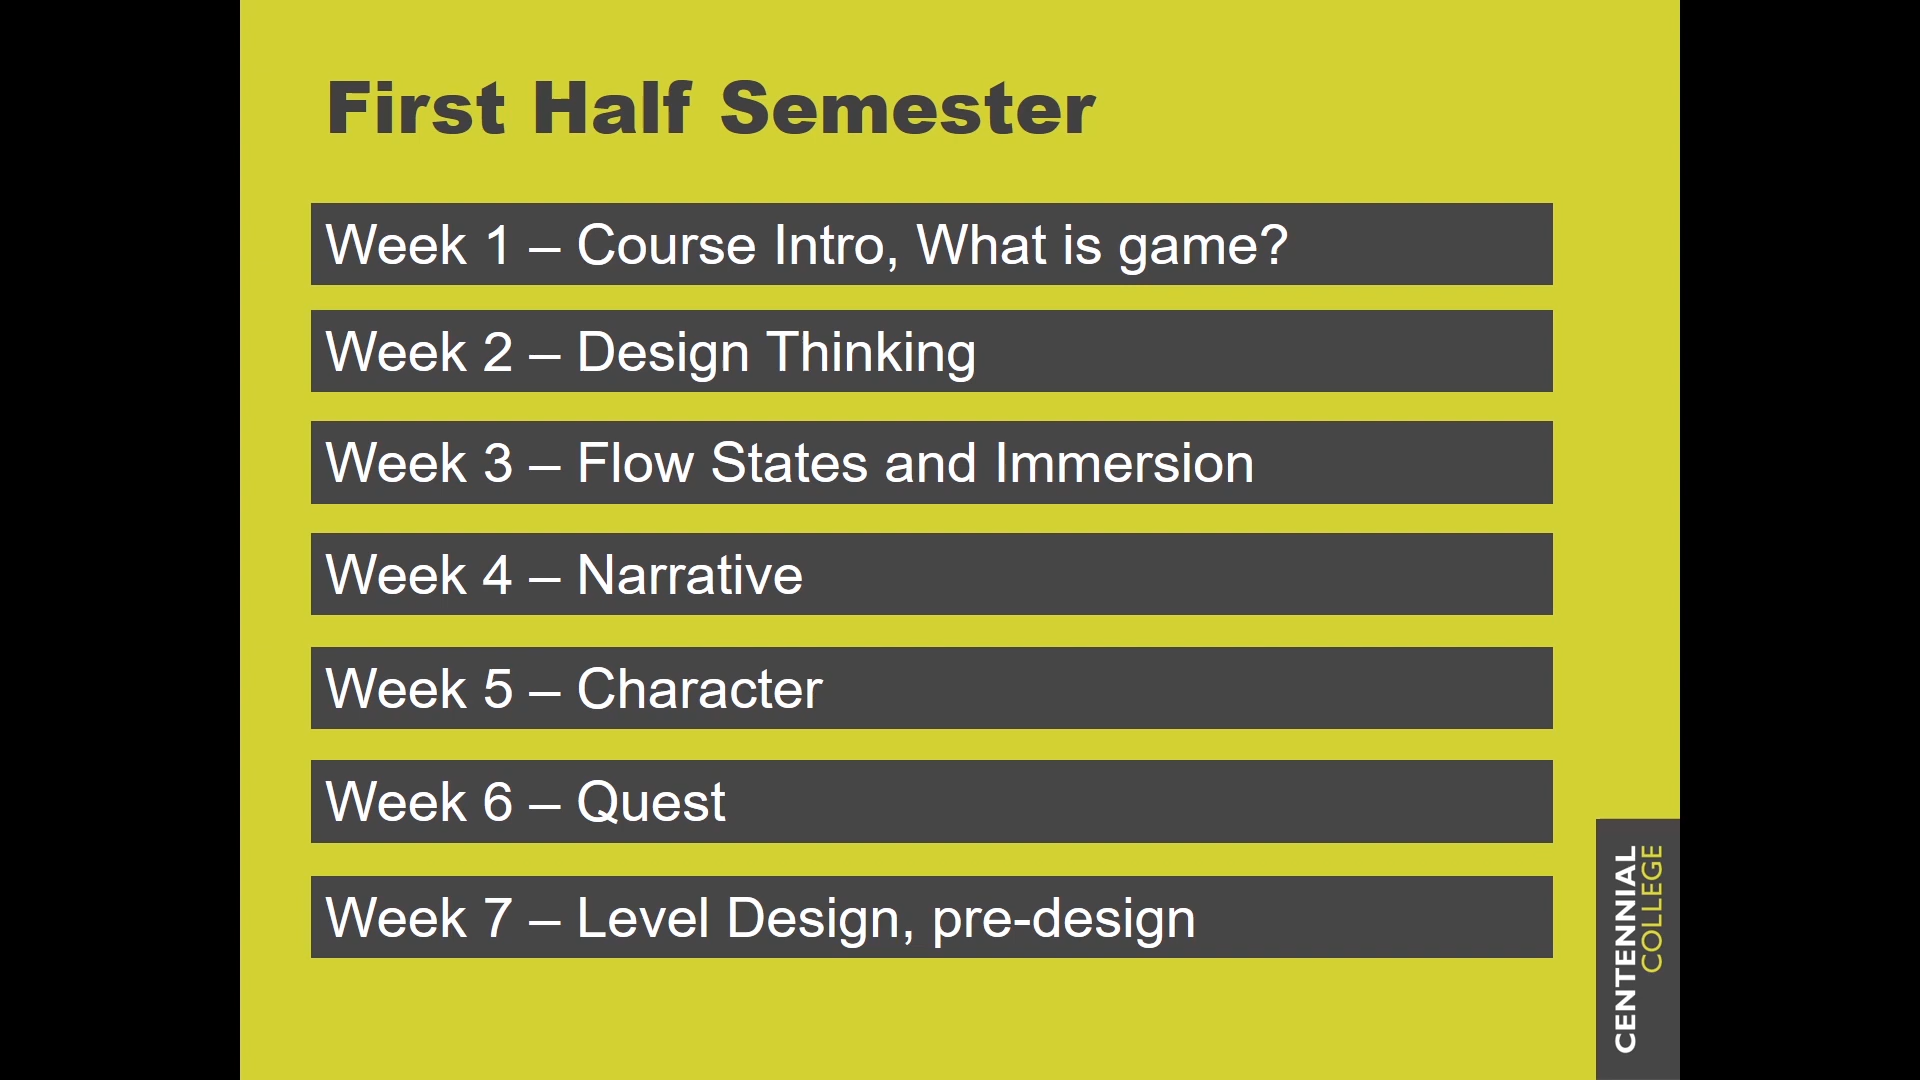 First Half Semester
Week 1 – Course Intro, What is game?
Week 2 – Design Thinking
Week 3 – Flow States and Immersion
Week 4 – Narrative
Week 5 – Character
Week 6 – Quest
Week 7 – Level Design, pre-design
CENTENNIAL
COLLEGE